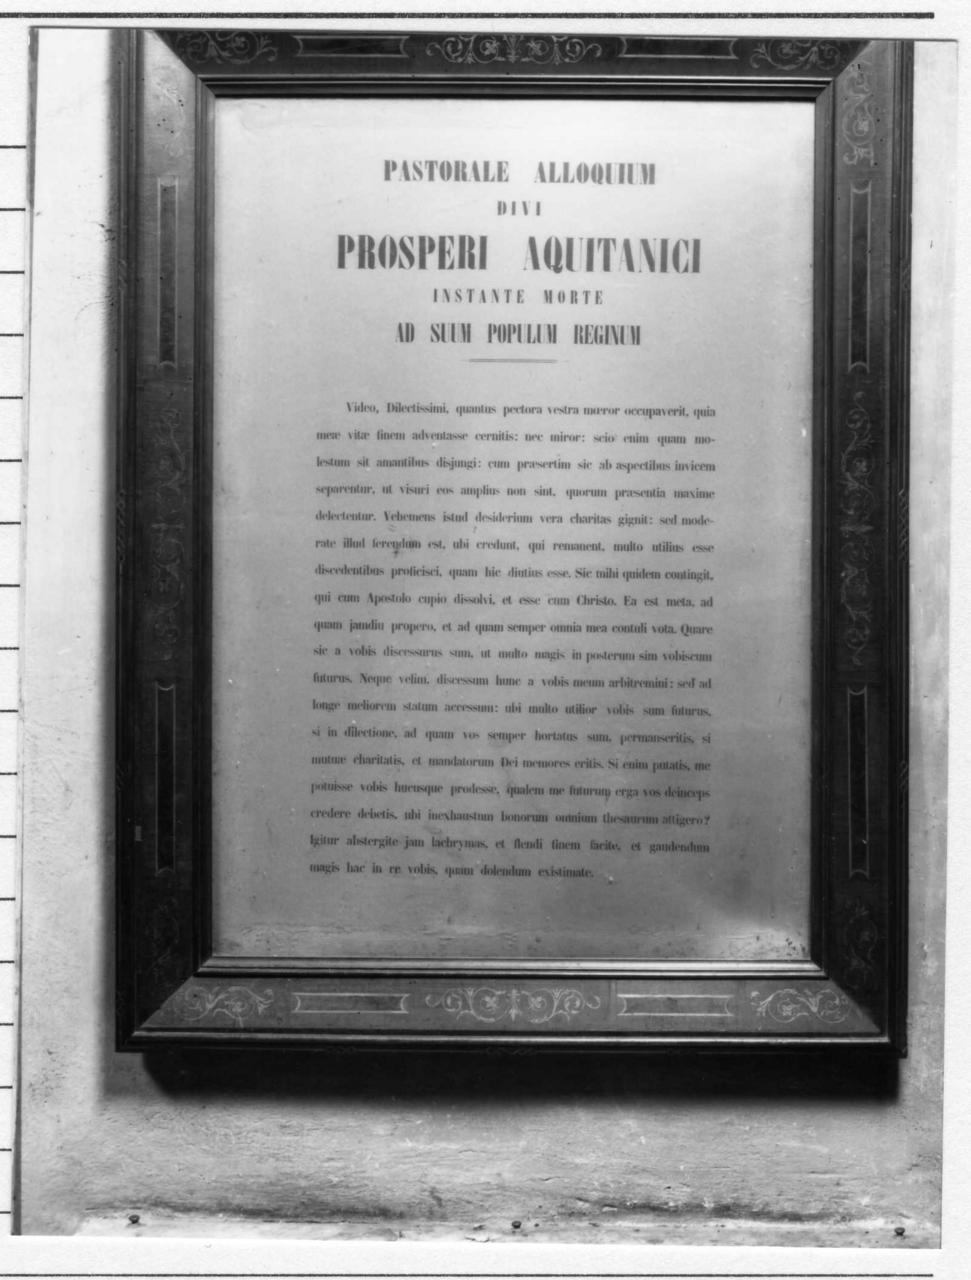 PASTORALE ALLOQUIUM
DIVI
PROSPERI AQUITANICI
INSTANTE MORTE
AD SUUM POPULUM REGINUM
Video, Dilectissimi, quantus pectora vestra mœror occupaverit, quia
meæ vitæ finem adventasse cernitis: nec miror: scio enim quam mo-
lestum sit amantibus disjungi: cum præsertim sic ab aspectibus invicem
separentur, ut visuri eos amplius non sint, quorum præsentia maxime
delectentur. Vehemens istud desiderium vera charitas gignit: sed mode-
rate illud ferendum est, ubi credunt, qui remanent, multo utilius esse
discedentibus proficisci, quam hic diutius esse. Sic mihi quidem contingit,
qui cum Apostolo cupio dissolvi, et esse cum Christo. Ea est meta, ad
quam jamdiu propero, et ad quam semper omnia mea contuli vota. Quare
sic a vobis discessurus sum, ut multo magis in posterum sim vobiscum
futurus. Neque velim, discessum hunc a vobis meum arbitremini: sed ad
longe meliorem statum accessum: ubi multo utilior vobis sum futurus,
si in dilectione, ad quam vos semper hortatus sum, permanseritis, si
mutuæ charitatis, et mandatorum Dei memores eritis. Si enim putatis, me
potuisse vobis hucusque prodesse, qualem me futurum erga vos deinceps
credere debetis, ubi inexhaustum bonorum omnium thesaurum attigero?
Igitur abstergite jam lachrymas, et flendi finem facite, et gaudendum
magis hac in re vobis, quam dolendum existimate.